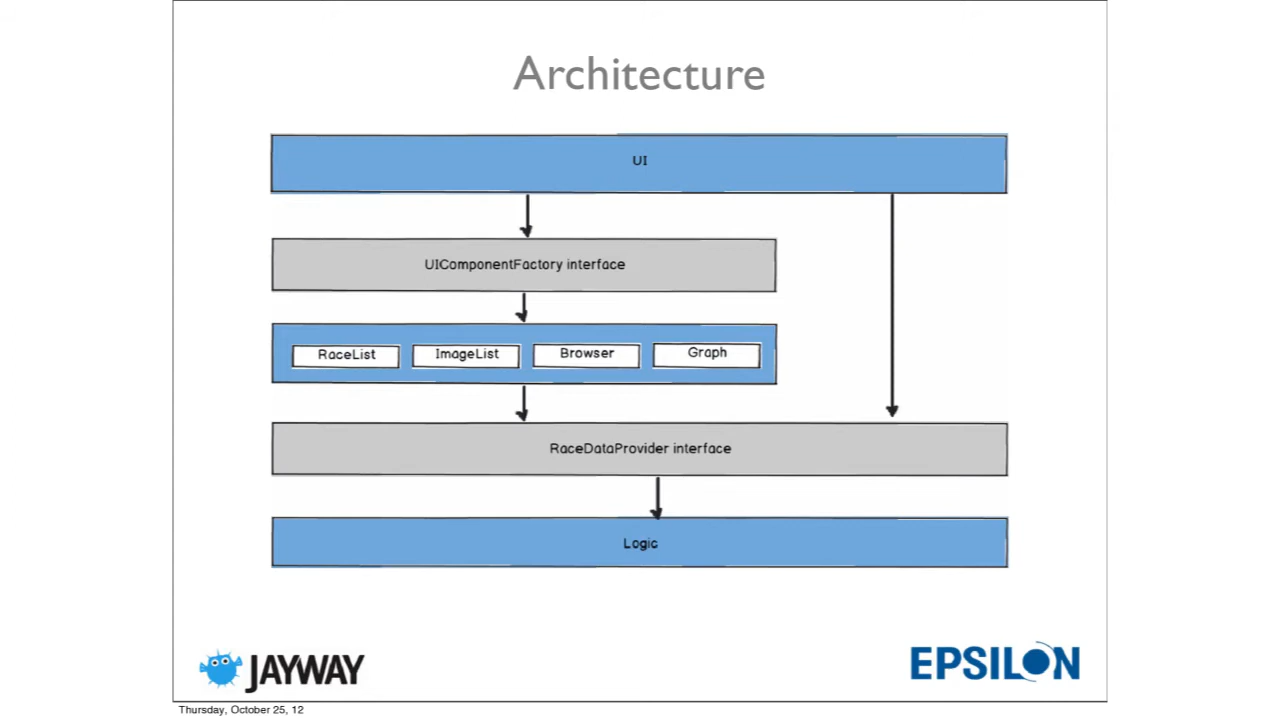 Architecture
UI
UIComponentFactory interface
RaceList ImageList Browser Graph
RaceDataProvider interface
Logic
JAYWAY
EPSILON
Thursday, October 25, 12